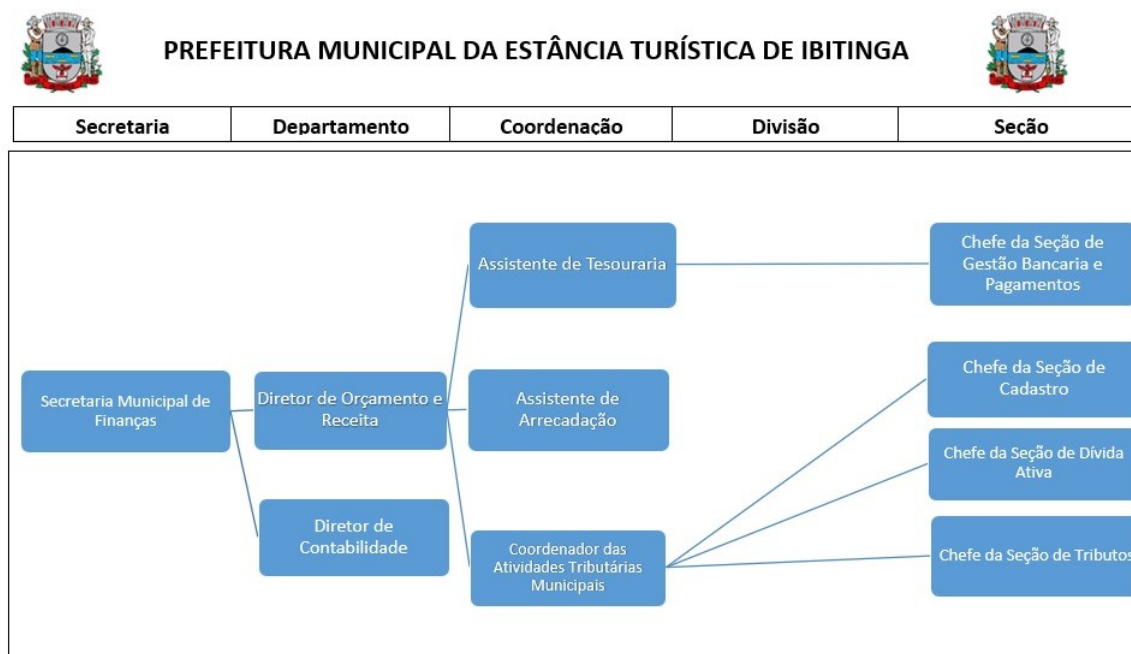 PREFEITURA MUNICIPAL DA ESTÂNCIA TURÍSTICA DE IBITINGA
Secretaria
Departamento
Coordenação
Divisão
Seção
Secretaria Municipal de
Finanças
Diretor de Orçamento e
Receita
Diretor de
Contabilidade
Assistente de Tesouraria
Assistente de
Arrecadação
Coordenador das
Atividades Tributárias
Municipais
Chefe da Seção de
Gestão Bancaria e
Pagamentos
Chefe da Seção de
Cadastro
Chefe da Seção de Dívida
Ativa
Chefe da Seção de Tributos